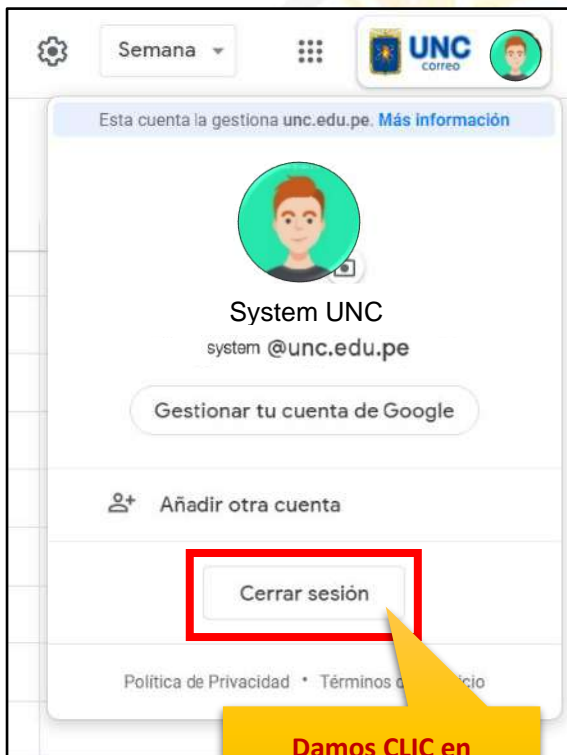 Semana
UNC
correo
Esta cuenta la gestiona unc.edu.pe. Más información
System UNC
system @unc.edu.pe
Gestionar tu cuenta de Google
Añadir otra cuenta
Cerrar sesión
Política de Privacidad • Términos
Damos CLIC en